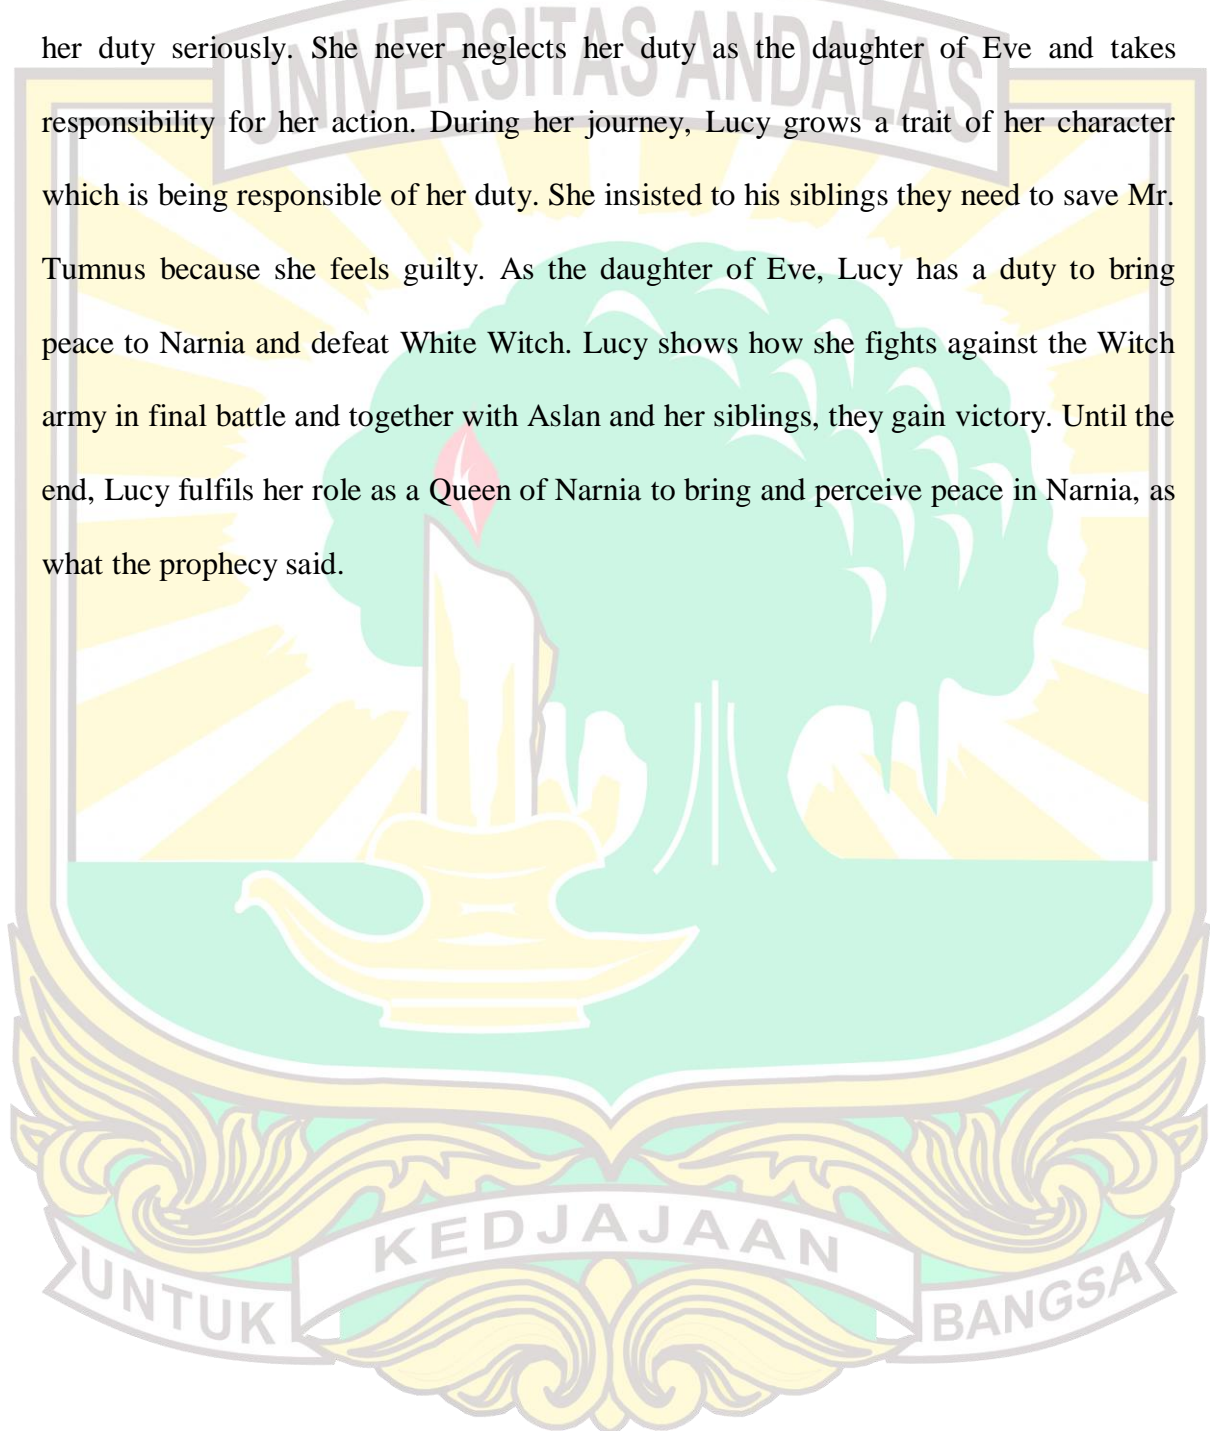 UNIVERSITAS ANDALAS
her duty seriously. She never neglects her duty as the daughter of Eve and takes
responsibility for her action. During her journey, Lucy grows a trait of her character
which is being responsible of her duty. She insisted to his siblings they need to save Mr.
Tumnus because she feels guilty. As the daughter of Eve, Lucy has a duty to bring
peace to Narnia and defeat White Witch. Lucy shows how she fights against the Witch
army in final battle and together with Aslan and her siblings, they gain victory. Until the
end, Lucy fulfils her role as a Queen of Narnia to bring and perceive peace in Narnia, as
what the prophecy said.
UNTUK KEDJAJAAN BANGSA